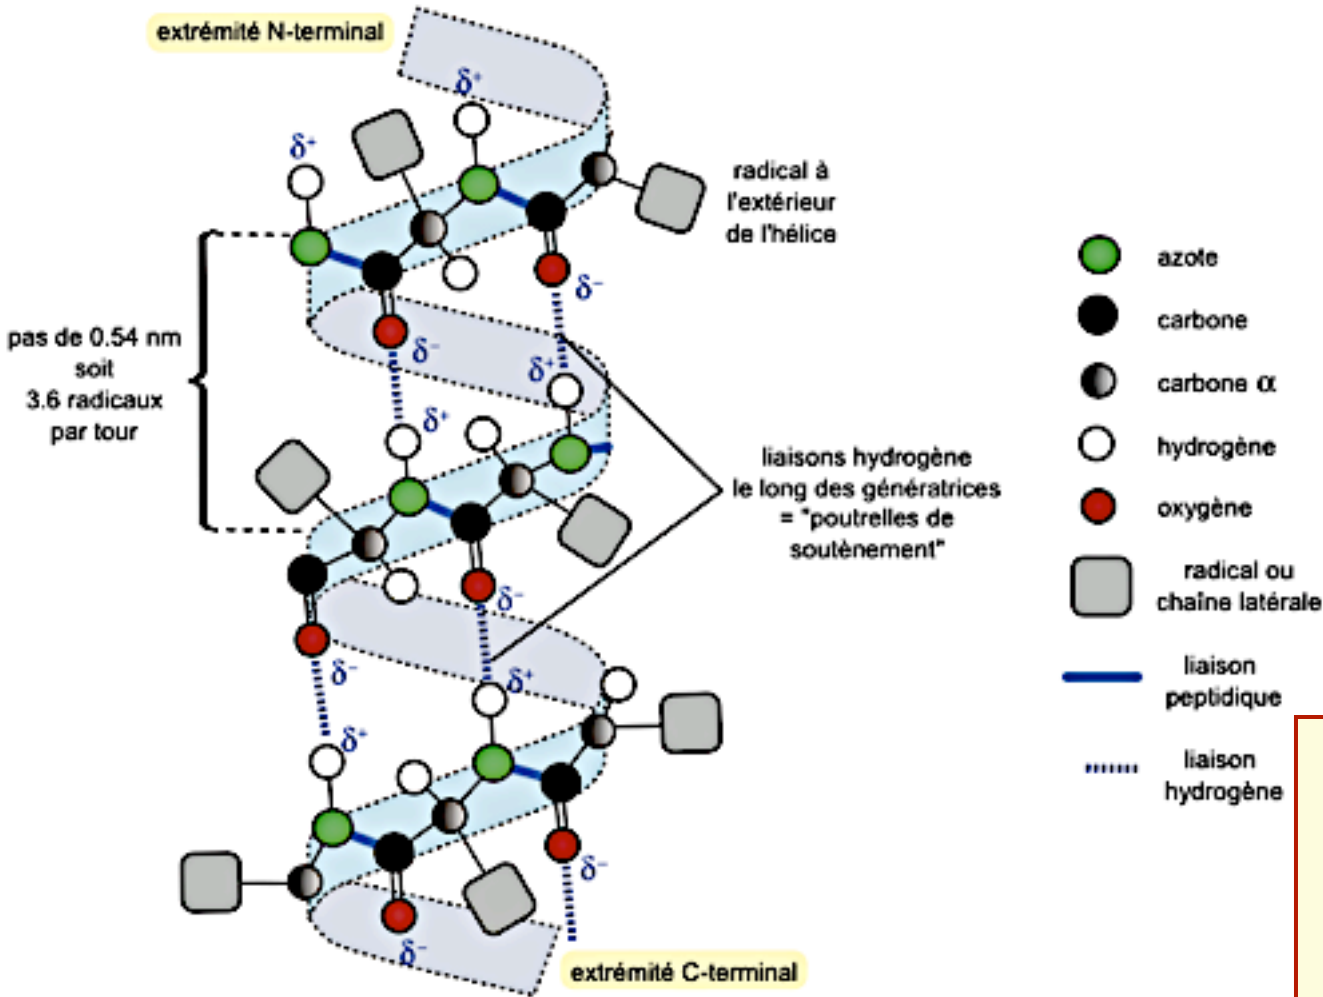 extrémité N-terminal
δ⁺
δ⁺
radical à
l'extérieur
de l'hélice
δ⁻
pas de 0.54 nm
soit
3.6 radicaux
par tour
δ⁻
δ⁺
δ⁺
liaisons hydrogène
le long des génératrices
= "poutrelles de
soutènement"
δ⁻
δ⁻
δ⁺
δ⁺
δ⁻
δ⁻
extrémité C-terminal
azote
carbone
carbone α
hydrogène
oxygène
radical ou
chaîne latérale
liaison
peptidique
liaison
hydrogène